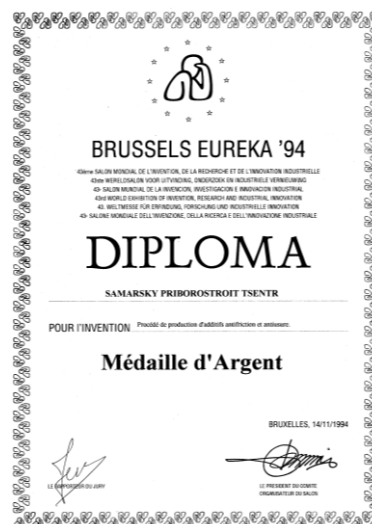 BRUSSELS EUREKA '94
43ème SALON MONDIAL DE L'INVENTION, DE LA RECHERCHE ET DE L'INNOVATION INDUSTRIELLE
43ste WERELDSALON VOOR UITVINDING, ONDERZOEK EN INDUSTRIELE VERNIEUWING
43º SALON MUNDIAL DE LA INVENCION, INVESTIGACION E INNOVACION INDUSTRIAL
43rd WORLD EXHIBITION OF INVENTION, RESEARCH AND INDUSTRIAL INNOVATION
43. WELTMESSE FÜR ERFINDUNG, FORSCHUNG UND INDUSTRIELLE INNOVATION
43º SALONE MONDIALE DELL'INVENZIONE, DELLA RICERCA E DELL'INNOVAZIONE INDUSTRIALE
DIPLOMA
SAMARSKY PRIBOROSTROIT TSENTR
POUR l'INVENTION Procédé de production d'additifs antifriction et antiusure.
Médaille d'Argent
BRUXELLES, 14/11/1994
LE RAPPORTEUR DU JURY
LE PRESIDENT DU COMITE
ORGANISATEUR DU SALON